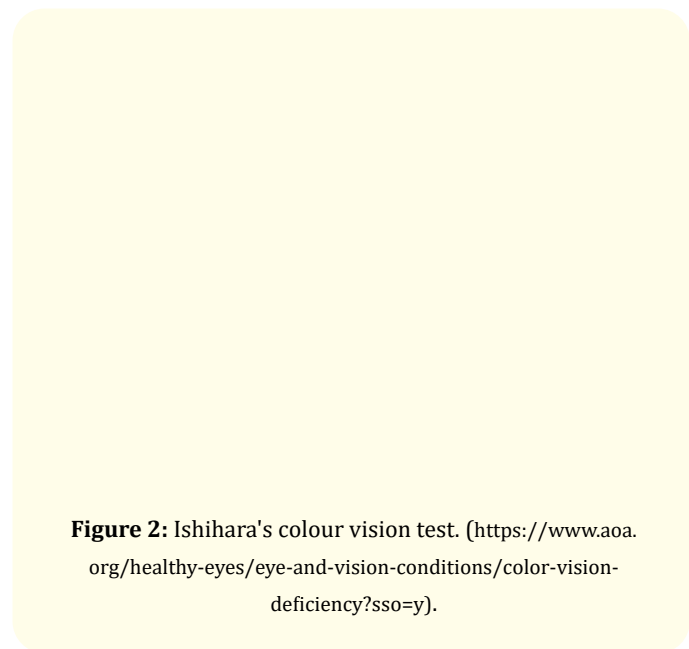 Figure 2: Ishihara's colour vision test. (https://www.aoa.
org/healthy-eyes/eye-and-vision-conditions/color-vision-
deficiency?sso=y).